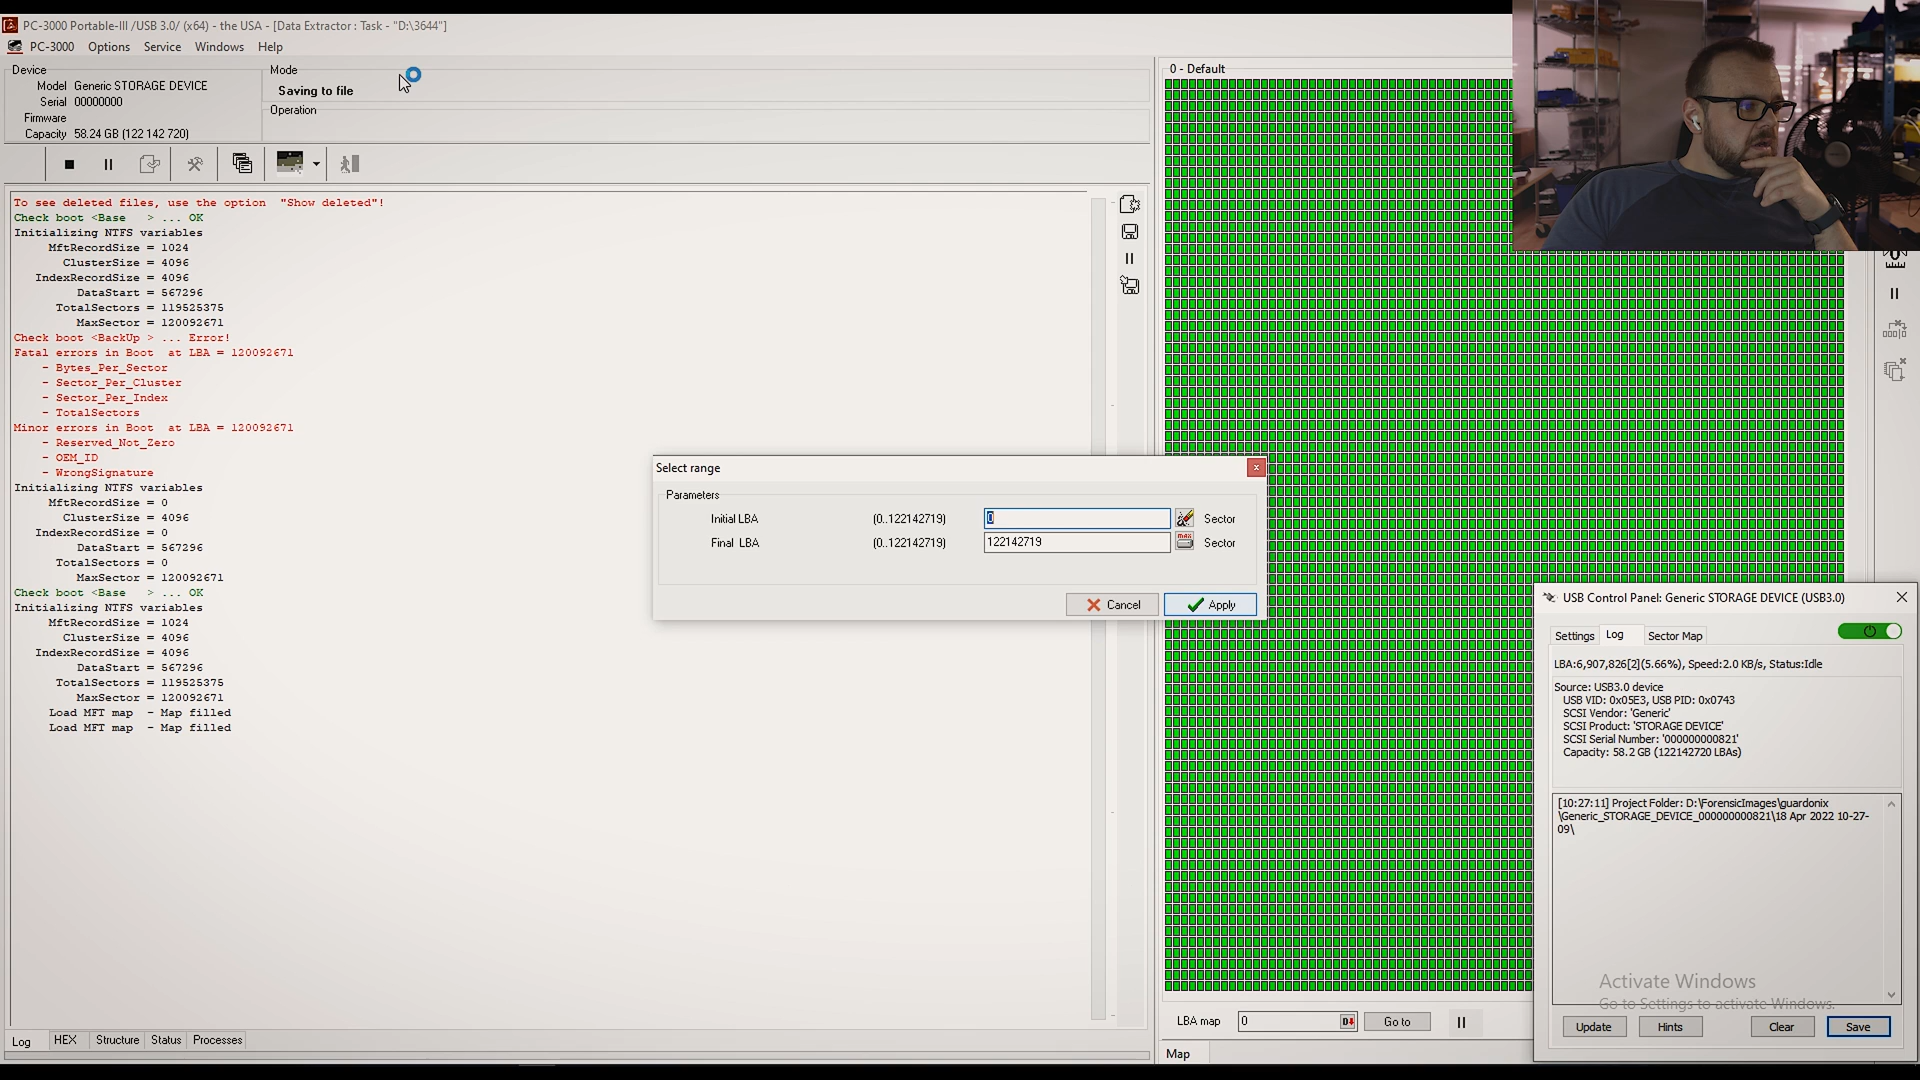 PC-3000 Portable-III /USB 3.0/ (x64) - the USA - [Data Extractor : Task - "D:\3644"]
PC-3000 Options Service Windows Help
Device
Model Generic STORAGE DEVICE
Serial 00000000
Firmware
Capacity 58.24 GB (122 142 720)
Mode
Saving to file
Operation
To see deleted files, use the option "Show deleted"!
Check boot <Base > ... OK
Initializing NTFS variables
MftRecordSize = 1024
ClusterSize = 4096
IndexRecordSize = 4096
DataStart = 567296
TotalSectors = 119525375
MaxSector = 120092671
Check boot <BackUp > ... Error!
Fatal errors in Boot at LBA = 120092671
- Bytes_Per_Sector
- Sector_Per_Cluster
- Sector_Per_Index
- TotalSectors
Minor errors in Boot at LBA = 120092671
- Reserved_Not_Zero
- OEM_ID
- WrongSignature
Initializing NTFS variables
MftRecordSize = 0
ClusterSize = 4096
IndexRecordSize = 0
DataStart = 567296
TotalSectors = 0
MaxSector = 120092671
Check boot <Base > ... OK
Initializing NTFS variables
MftRecordSize = 1024
ClusterSize = 4096
IndexRecordSize = 4096
DataStart = 567296
TotalSectors = 119525375
MaxSector = 120092671
Load MFT map - Map filled
Load MFT map - Map filled
Log HEX Structure Status Processes
0 - Default
Select range
Parameters
Initial LBA (0..122142719) 0 Sector
Final LBA (0..122142719) 122142719 MAX Sector
Cancel Apply
LBA map 0 Go to
Map
USB Control Panel: Generic STORAGE DEVICE (USB3.0)
Settings Log Sector Map
LBA:6,907,826[2](5.66%), Speed:2.0 KB/s, Status:Idle
Source: USB3.0 device
USB VID: 0x05E3, USB PID: 0x0743
SCSI Vendor: 'Generic'
SCSI Product: 'STORAGE DEVICE'
SCSI Serial Number: '000000000821'
Capacity: 58.2 GB (122142720 LBAs)
[10:27:11] Project Folder: D:\ForensicImages\guardonix
\Generic_STORAGE_DEVICE_000000000821\18 Apr 2022 10-27-
09\
Activate Windows
Go to Settings to activate Windows.
Update Hints Clear Save